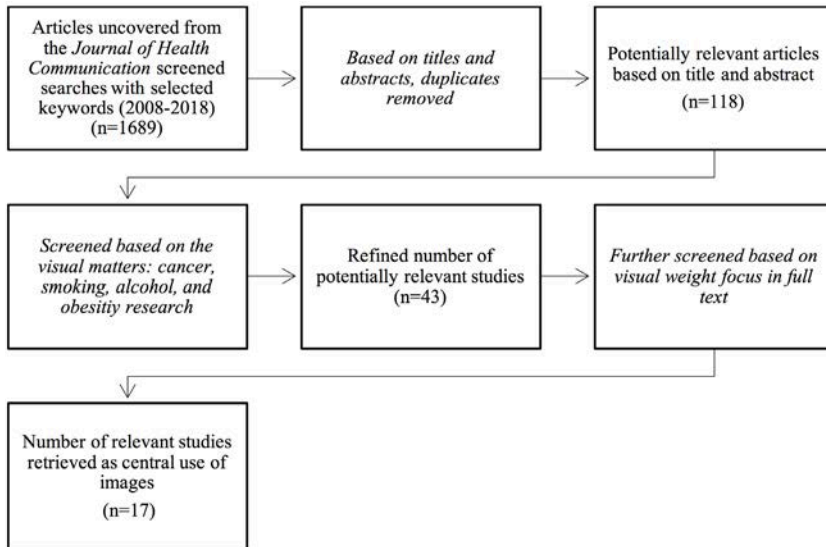 Articles uncovered from
the Journal of Health
Communication screened
searches with selected
keywords (2008-2018)
(n=1689)
Based on titles and
abstracts, duplicates
removed
Potentially relevant articles
based on title and abstract
(n=118)
Screened based on the
visual matters: cancer,
smoking, alcohol, and
obesitiy research
Refined number of
potentially relevant studies
(n=43)
Further screened based on
visual weight focus in full
text
Number of relevant studies
retrieved as central use of
images
(n=17)